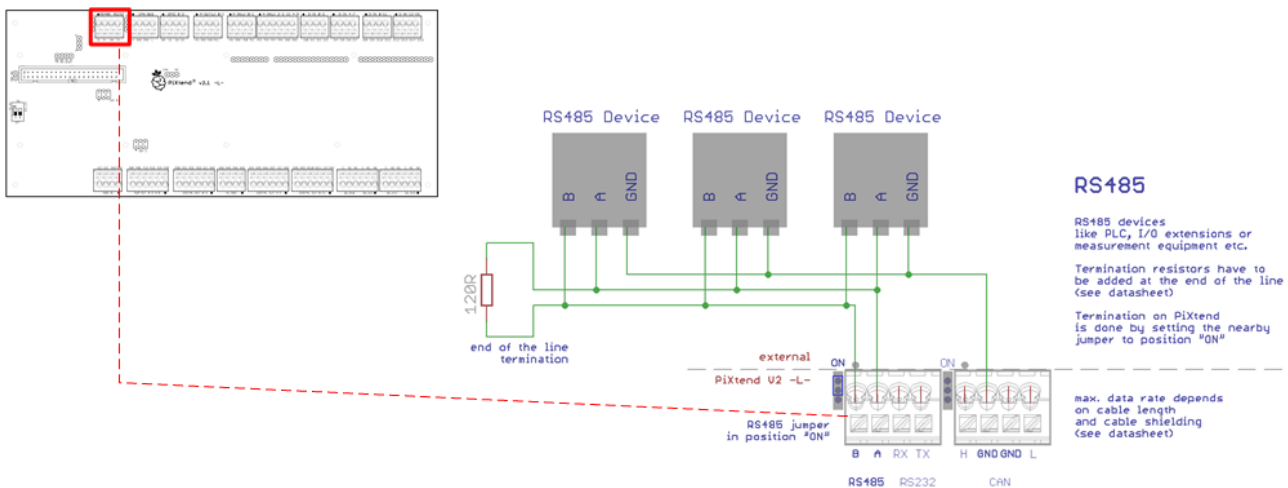 PiXtend® v2.1 -L-
RS485 Device RS485 Device RS485 Device
B A GND B A GND B A GND
120R
end of the line
termination
RS485
RS485 devices
like PLC, I/O extensions or
measurement equipment etc.
Termination resistors have to
be added at the end of the line
(see datasheet)
Termination on PiXtend
is done by setting the nearby
jumper to position "ON"
external
ON ON
PiXtend V2 -L-
RS485 jumper
in position "ON"
max. data rate depends
on cable length
and cable shielding
(see datasheet)
B A RX TX H GND GND L
RS485 RS232 CAN